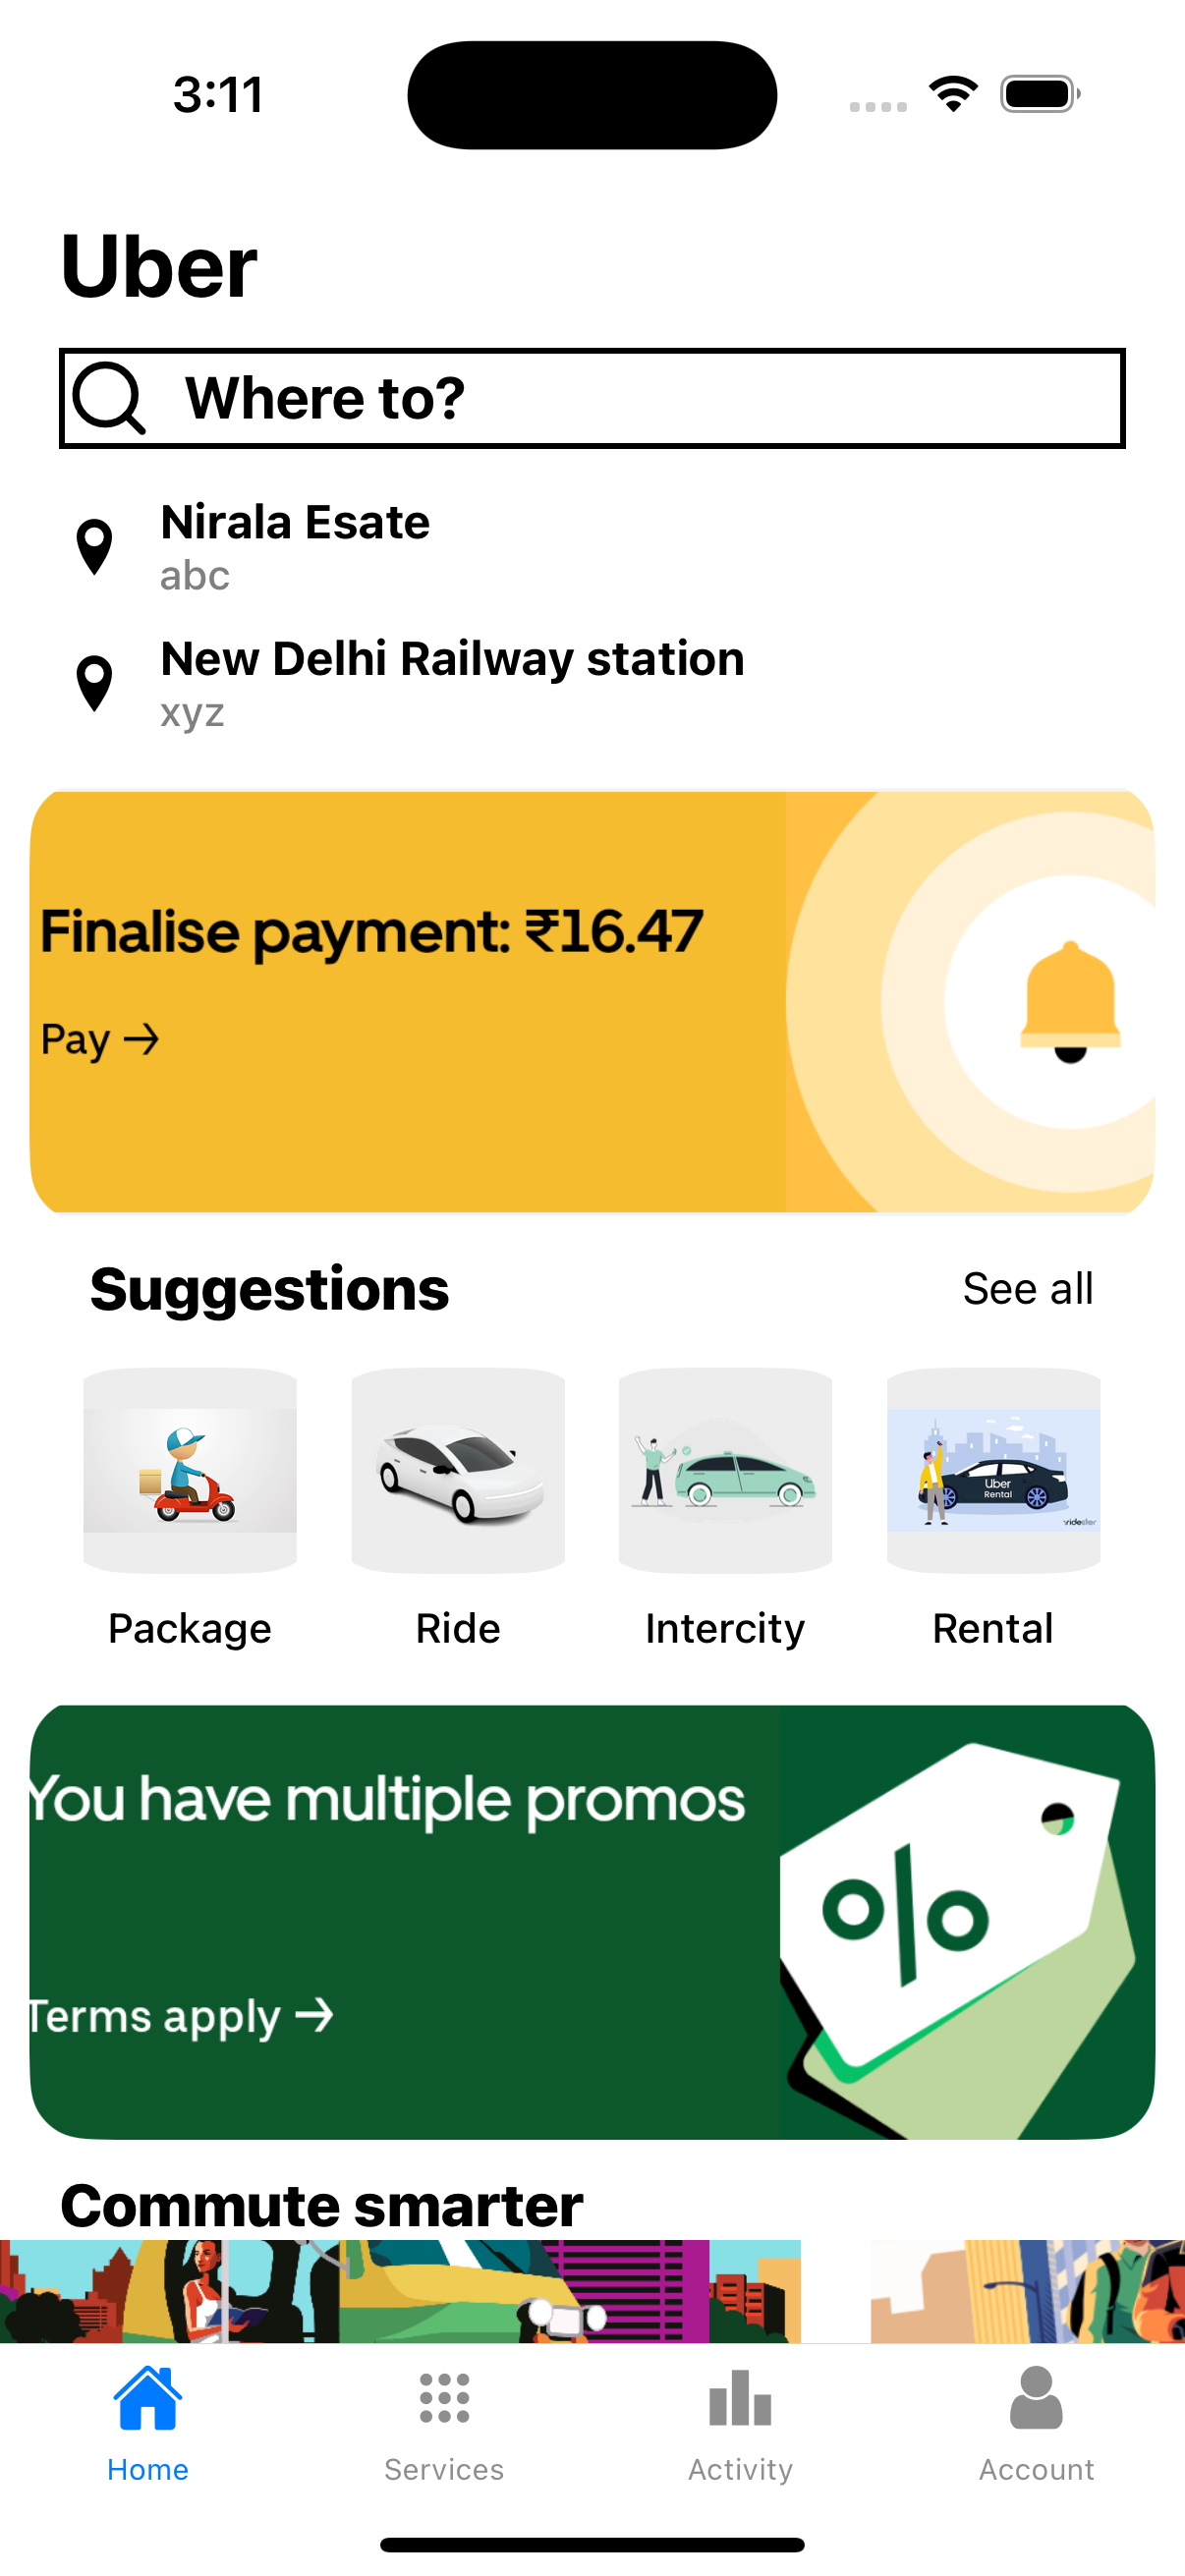 3:11
Uber
Where to?
Nirala Esate
abc
New Delhi Railway station
xyz
Finalise payment: ₹16.47
Pay →
Suggestions
See all
Uber
Rental
ridester
Package
Ride
Intercity
Rental
You have multiple promos
%
Terms apply →
Commute smarter
Home
Services
Activity
Account